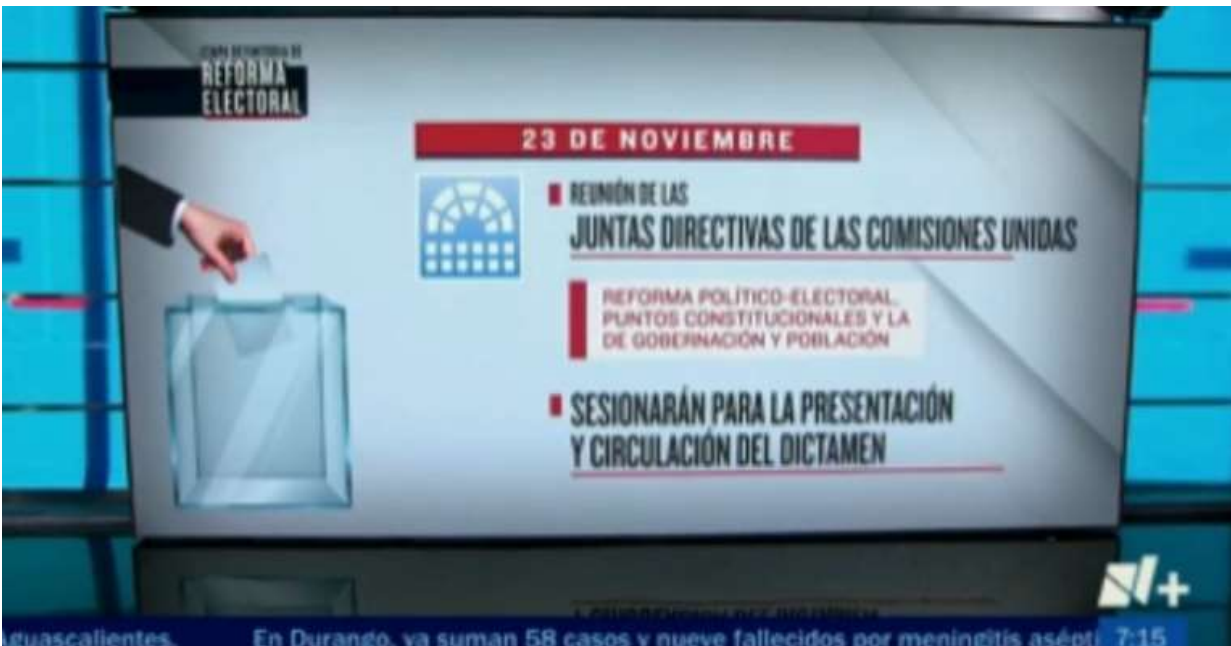 REFORMA
ELECTORAL
23 DE NOVIEMBRE
REUNIÓN DE LAS
JUNTAS DIRECTIVAS DE LAS COMISIONES UNIDAS
REFORMA POLÍTICO-ELECTORAL,
PUNTOS CONSTITUCIONALES Y LA
DE GOBERNACIÓN Y POBLACIÓN
SESIONARÁN PARA LA PRESENTACIÓN
Y CIRCULACIÓN DEL DICTAMEN
N+
Aguascalientes. En Durango, ya suman 58 casos y nueve fallecidos por meningitis asépti 7:15